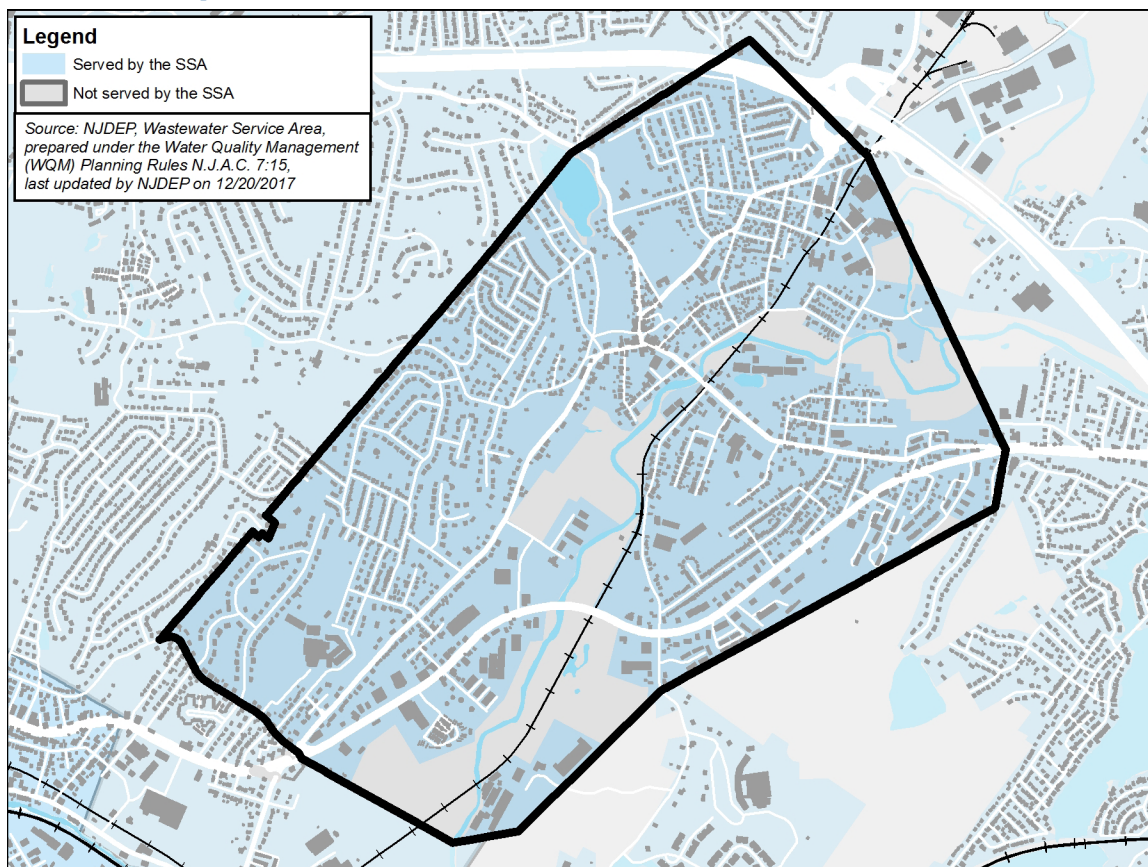 Legend
Served by the SSA
Not served by the SSA
Source: NJDEP, Wastewater Service Area,
prepared under the Water Quality Management
(WQM) Planning Rules N.J.A.C. 7:15,
last updated by NJDEP on 12/20/2017